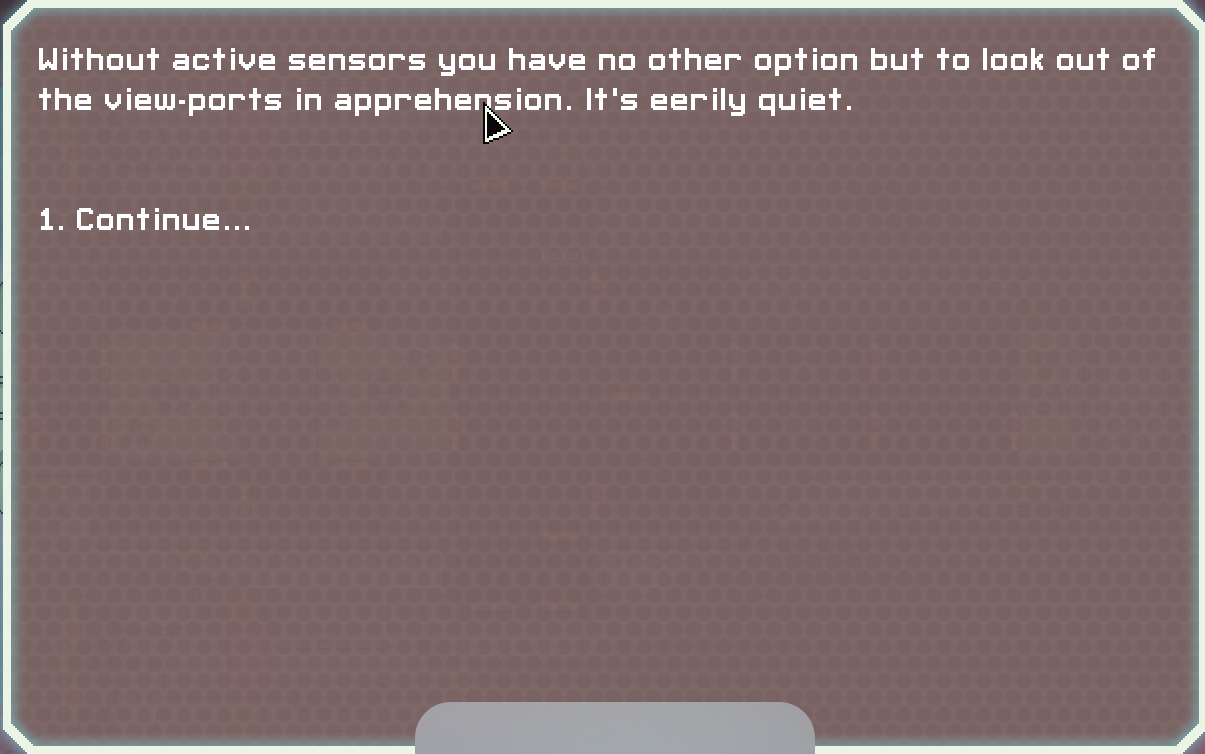 Without active sensors you have no other option but to look out of
the view-ports in apprehension. It's eerily quiet.
1. Continue...